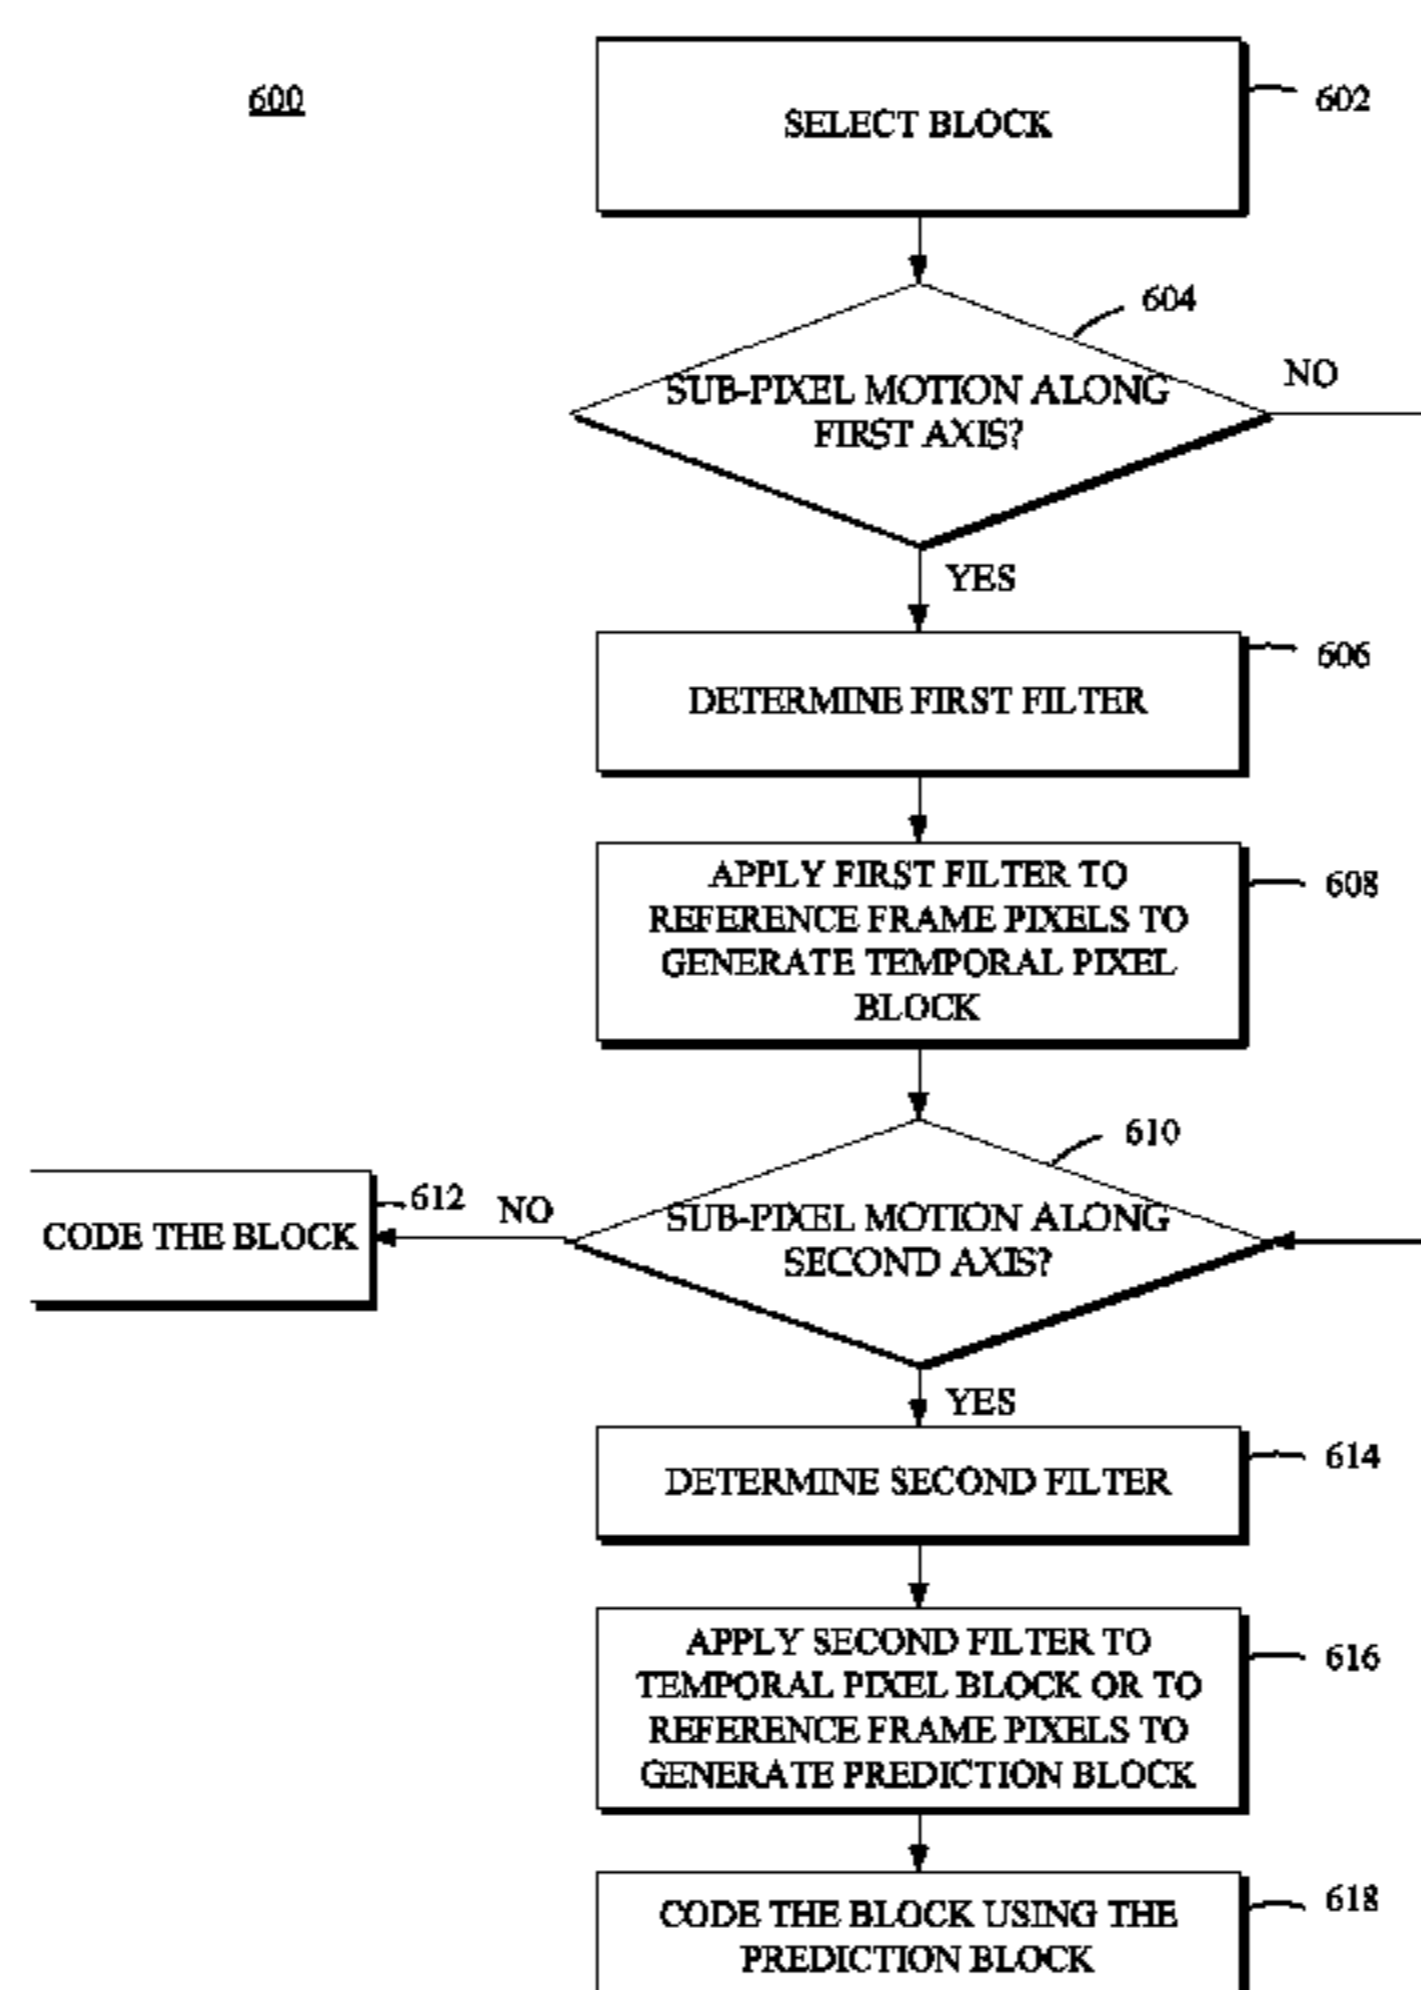 600
SELECT BLOCK
602
604
SUB-PIXEL MOTION ALONG
FIRST AXIS?
NO
YES
606
DETERMINE FIRST FILTER
608
APPLY FIRST FILTER TO
REFERENCE FRAME PIXELS TO
GENERATE TEMPORAL PIXEL
BLOCK
610
SUB-PIXEL MOTION ALONG
SECOND AXIS?
NO
612
CODE THE BLOCK
YES
614
DETERMINE SECOND FILTER
616
APPLY SECOND FILTER TO
TEMPORAL PIXEL BLOCK OR TO
REFERENCE FRAME PIXELS TO
GENERATE PREDICTION BLOCK
618
CODE THE BLOCK USING THE
PREDICTION BLOCK